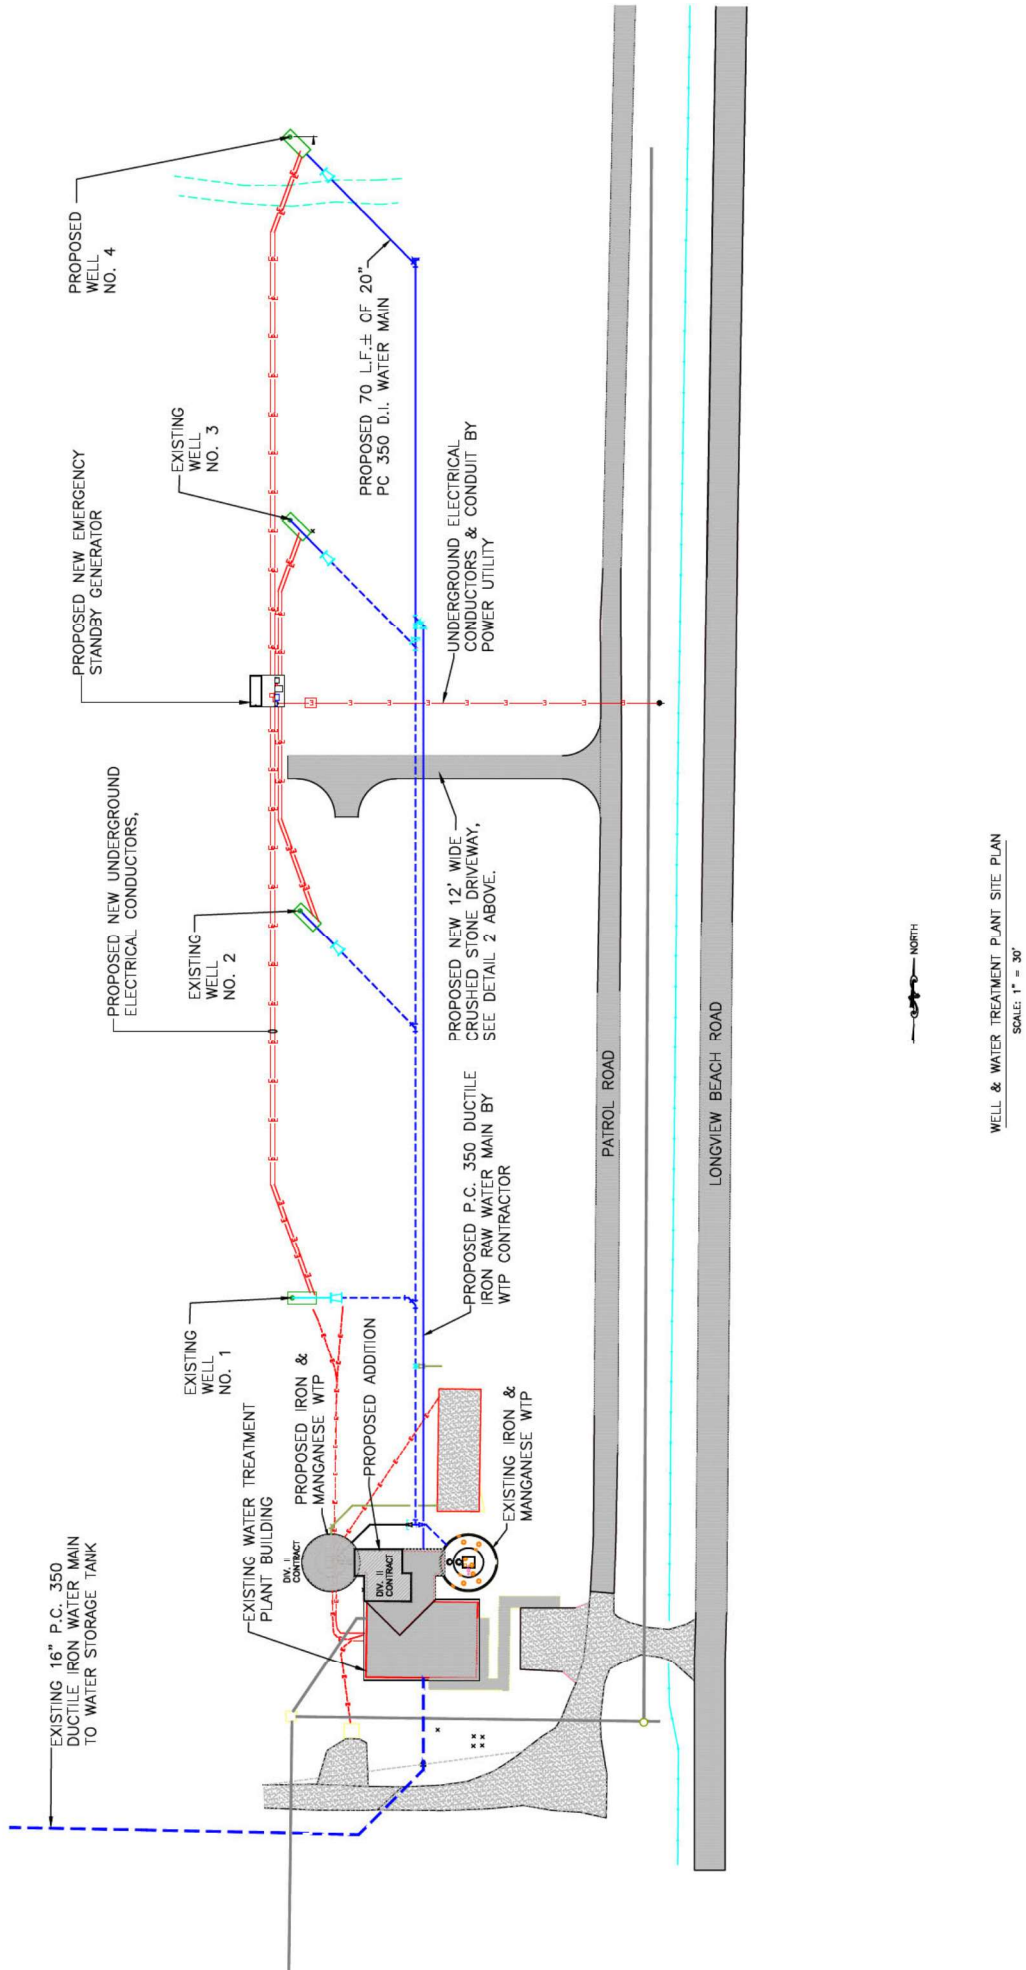 EXISTING 16" P.C. 350
DUCTILE IRON WATER MAIN
TO WATER STORAGE TANK
EXISTING WATER TREATMENT
PLANT BUILDING
EXISTING
WELL
NO. 1
PROPOSED IRON &
MANGANESE WTP
PROPOSED ADDITION
DIV. II
CONTRACT
DIV. II
CONTRACT
EXISTING IRON &
MANGANESE WTP
PROPOSED NEW UNDERGROUND
ELECTRICAL CONDUCTORS,
EXISTING
WELL
NO. 2
PROPOSED P.C. 350 DUCTILE
IRON RAW WATER MAIN BY
WTP CONTRACTOR
PROPOSED NEW 12' WIDE
CRUSHED STONE DRIVEWAY,
SEE DETAIL 2 ABOVE.
PROPOSED NEW EMERGENCY
STANDBY GENERATOR
EXISTING
WELL
NO. 3
UNDERGROUND ELECTRICAL
CONDUCTORS & CONDUIT BY
POWER UTILITY
PROPOSED
WELL
NO. 4
PROPOSED 70 L.F.± OF 20"
PC 350 D.I. WATER MAIN
PATROL ROAD
LONGVIEW BEACH ROAD
NORTH
WELL & WATER TREATMENT PLANT SITE PLAN
SCALE: 1" = 30'